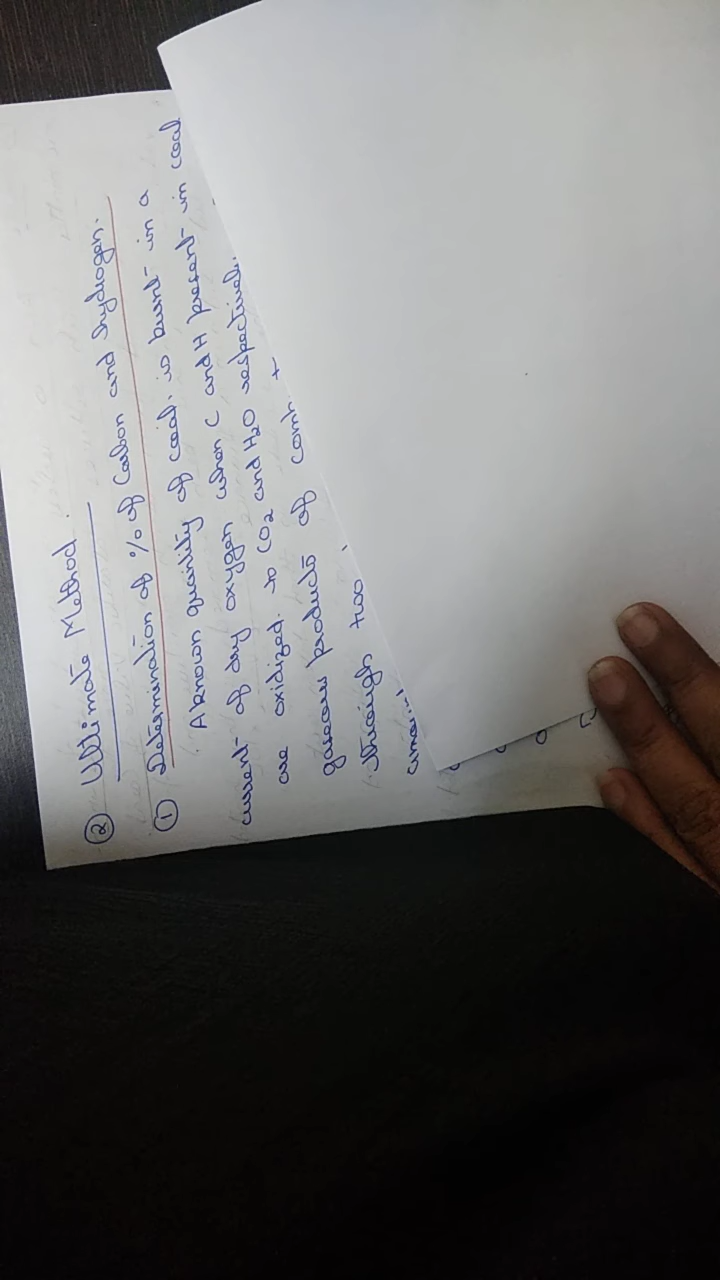 ② Ultimate Method.
① Determination of % of Carbon and hydrogen.
A known quantity of coal. is burnt in a
current of dry oxygen when C and H present in coal
are oxidized. to CO2 and H2O respectively.
gaseous products of
through two